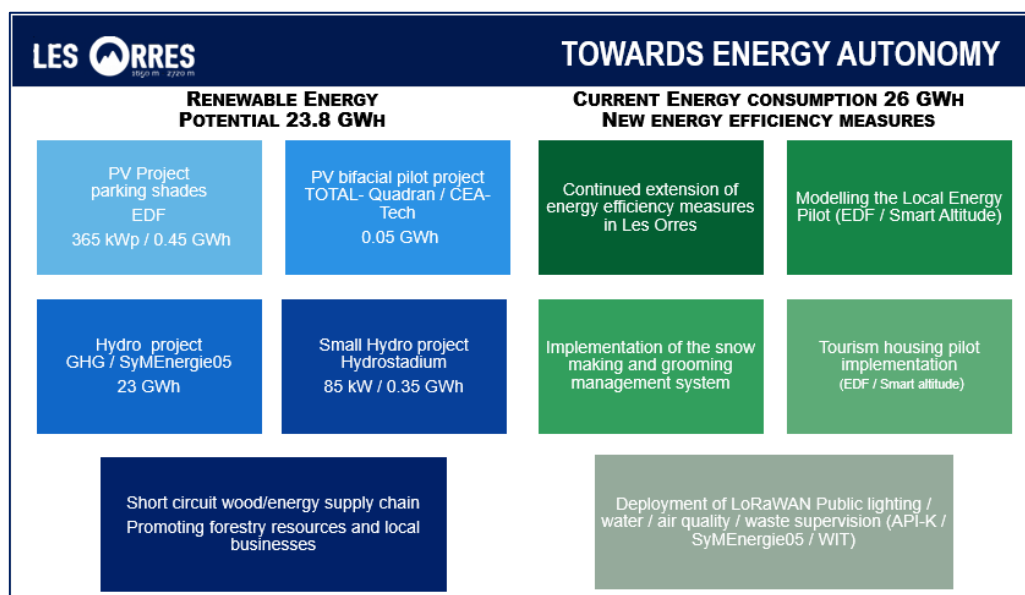 LES ORRES
1650 m 2720 m
TOWARDS ENERGY AUTONOMY
RENEWABLE ENERGY
POTENTIAL 23.8 GWH
CURRENT ENERGY CONSUMPTION 26 GWH
NEW ENERGY EFFICIENCY MEASURES
PV Project
parking shades
EDF
365 kWp / 0.45 GWh
PV bifacial pilot project
TOTAL- Quadran / CEA-
Tech
0.05 GWh
Continued extension of
energy efficiency measures
in Les Orres
Modelling the Local Energy
Pilot (EDF / Smart Altitude)
Hydro project
GHG / SyMEnergie05
23 GWh
Small Hydro project
Hydrostadium
85 kW / 0.35 GWh
Implementation of the snow
making and grooming
management system
Tourism housing pilot
implementation
(EDF / Smart altitude)
Short circuit wood/energy supply chain
Promoting forestry resources and local
businesses
Deployment of LoRaWAN Public lighting /
water / air quality / waste supervision (API-K /
SyMEnergie05 / WIT)